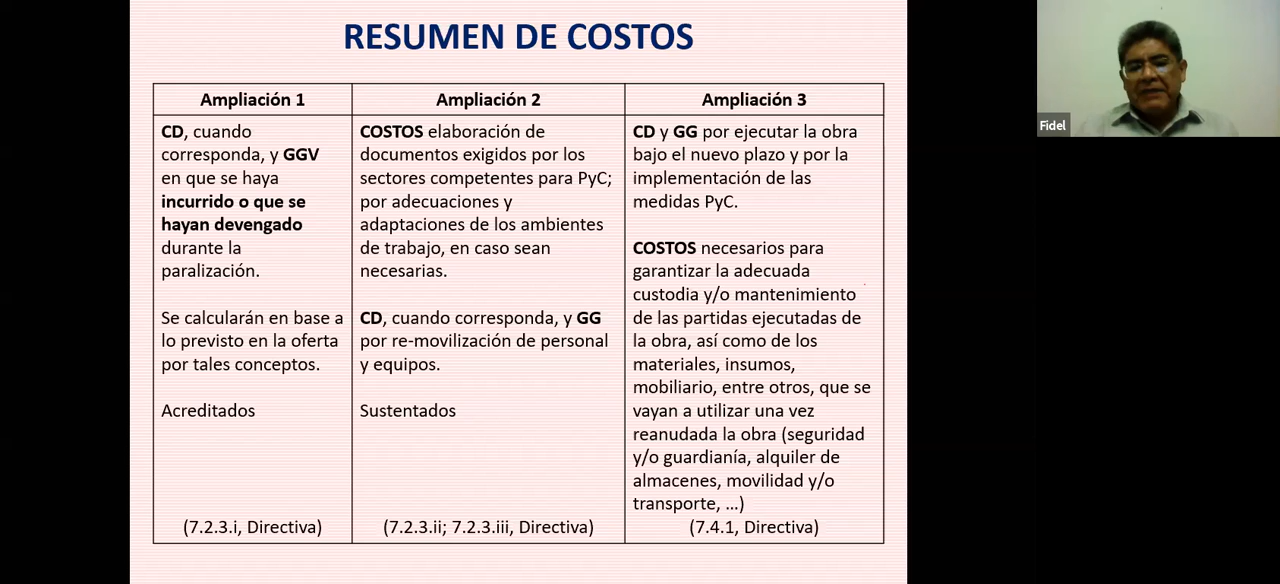 RESUMEN DE COSTOS
Ampliación 1
CD, cuando
corresponda, y GGV
en que se haya
incurrido o que se
hayan devengado
durante la
paralización.
Se calcularán en base a
lo previsto en la oferta
por tales conceptos.
Acreditados
(7.2.3.i, Directiva)
Ampliación 2
COSTOS elaboración de
documentos exigidos por los
sectores competentes para PyC;
por adecuaciones y
adaptaciones de los ambientes
de trabajo, en caso sean
necesarias.
CD, cuando corresponda, y GG
por re-movilización de personal
y equipos.
Sustentados
(7.2.3.ii; 7.2.3.iii, Directiva)
Ampliación 3
CD y GG por ejecutar la obra
bajo el nuevo plazo y por la
implementación de las
medidas PyC.
COSTOS necesarios para
garantizar la adecuada
custodia y/o mantenimiento
de las partidas ejecutadas de
la obra, así como de los
materiales, insumos,
mobiliario, entre otros, que se
vayan a utilizar una vez
reanudada la obra (seguridad
y/o guardianía, alquiler de
almacenes, movilidad y/o
transporte, ...)
(7.4.1, Directiva)
Fidel